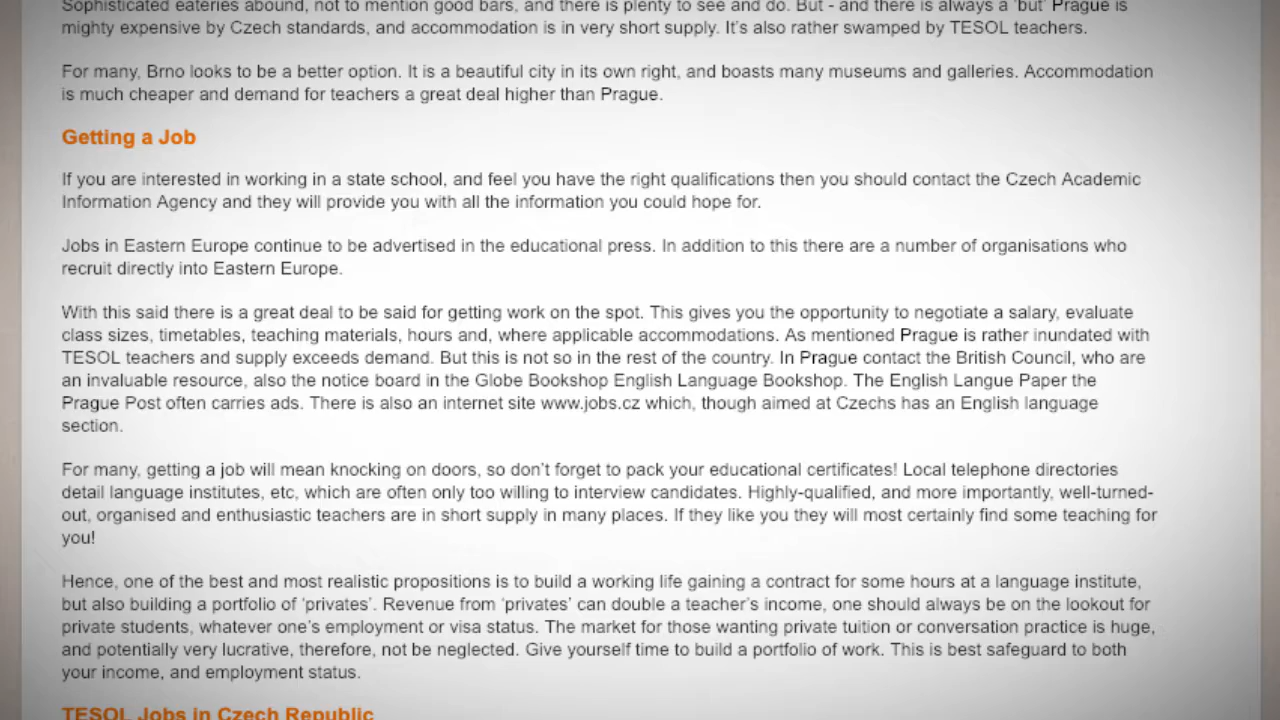 Sophisticated eateries abound, not to mention good bars, and there is plenty to see and do. But - and there is always a 'but' Prague is
mighty expensive by Czech standards, and accommodation is in very short supply. It's also rather swamped by TESOL teachers.
For many, Brno looks to be a better option. It is a beautiful city in its own right, and boasts many museums and galleries. Accommodation
is much cheaper and demand for teachers a great deal higher than Prague.
Getting a Job
If you are interested in working in a state school, and feel you have the right qualifications then you should contact the Czech Academic
Information Agency and they will provide you with all the information you could hope for.
Jobs in Eastern Europe continue to be advertised in the educational press. In addition to this there are a number of organisations who
recruit directly into Eastern Europe.
With this said there is a great deal to be said for getting work on the spot. This gives you the opportunity to negotiate a salary, evaluate
class sizes, timetables, teaching materials, hours and, where applicable accommodations. As mentioned Prague is rather inundated with
TESOL teachers and supply exceeds demand. But this is not so in the rest of the country. In Prague contact the British Council, who are
an invaluable resource, also the notice board in the Globe Bookshop English Language Bookshop. The English Langue Paper the
Prague Post often carries ads. There is also an internet site www.jobs.cz which, though aimed at Czechs has an English language
section.
For many, getting a job will mean knocking on doors, so don't forget to pack your educational certificates! Local telephone directories
detail language institutes, etc, which are often only too willing to interview candidates. Highly-qualified, and more importantly, well-turned-
out, organised and enthusiastic teachers are in short supply in many places. If they like you they will most certainly find some teaching for
you!
Hence, one of the best and most realistic propositions is to build a working life gaining a contract for some hours at a language institute,
but also building a portfolio of 'privates'. Revenue from 'privates' can double a teacher's income, one should always be on the lookout for
private students, whatever one's employment or visa status. The market for those wanting private tuition or conversation practice is huge,
and potentially very lucrative, therefore, not be neglected. Give yourself time to build a portfolio of work. This is best safeguard to both
your income, and employment status.
TESOL Jobs in Czech Republic